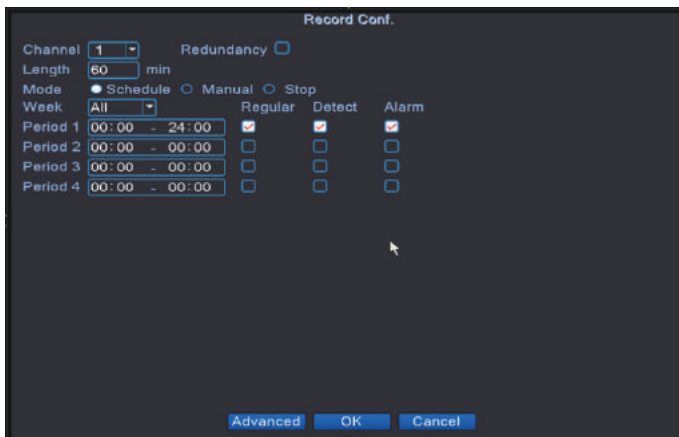 Record Conf.
Channel 1 Redundancy
Length 60 min
Mode Schedule Manual Stop
Week All Regular Detect Alarm
Period 1 00:00 - 24:00
Period 2 00:00 - 00:00
Period 3 00:00 - 00:00
Period 4 00:00 - 00:00
Advanced OK Cancel